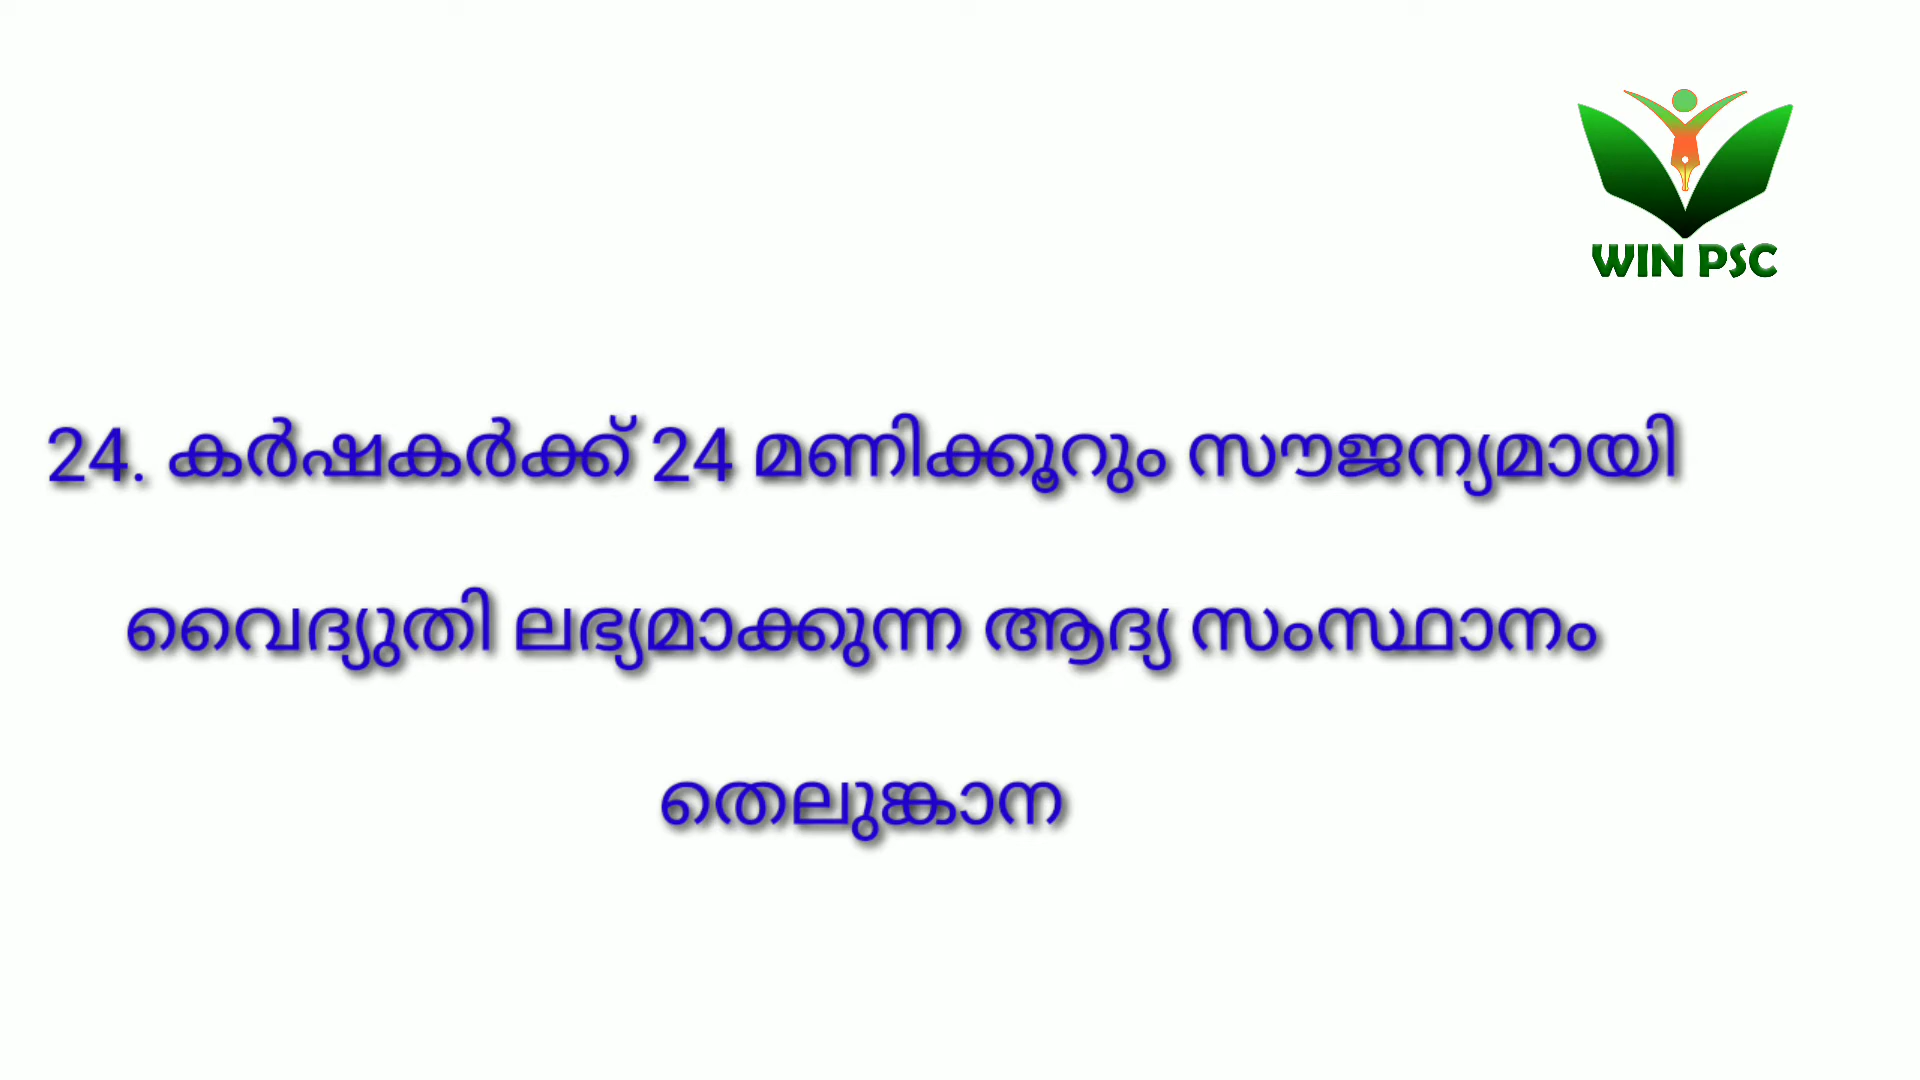 WIN PSC
24. കർഷകർക്ക് 24 മണിക്കൂറും സൗജന്യമായി
വൈദ്യുതി ലഭ്യമാക്കുന്ന ആദ്യ സംസ്ഥാനം
തെലുങ്കാന